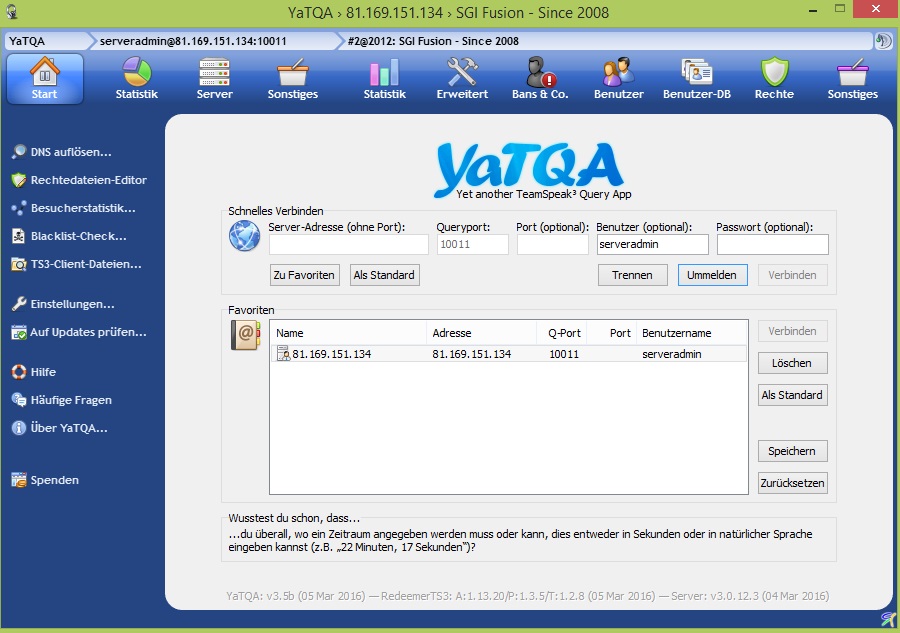 YaTQA › 81.169.151.134 › SGI Fusion - Since 2008
YaTQA serveradmin@81.169.151.134:10011 #2@2012: SGI Fusion - Since 2008
Start Statistik Server Sonstiges Statistik Erweitert Bans & Co. Benutzer Benutzer-DB Rechte Sonstiges
DNS auflösen...
Rechtedateien-Editor
Besucherstatistik...
Blacklist-Check...
TS3-Client-Dateien...
Einstellungen...
Auf Updates prüfen...
Hilfe
Häufige Fragen
Über YaTQA...
Spenden
YaTQA
Yet another TeamSpeak³ Query App
Schnelles Verbinden
Server-Adresse (ohne Port): Queryport: Port (optional): Benutzer (optional): Passwort (optional):
10011 serveradmin
Zu Favoriten Als Standard Trennen Ummelden Verbinden
Favoriten
Name Adresse Q-Port Port Benutzername
81.169.151.134 81.169.151.134 10011 serveradmin
Verbinden
Löschen
Als Standard
Speichern
Zurücksetzen
Wusstest du schon, dass...
...du überall, wo ein Zeitraum angegeben werden muss oder kann, dies entweder in Sekunden oder in natürlicher Sprache
eingeben kannst (z.B. „22 Minuten, 17 Sekunden“)?
YaTQA: v3.5b (05 Mar 2016) — RedeemerTS3: A:1.13.20/P:1.3.5/T:1.2.8 (05 Mar 2016) — Server: v3.0.12.3 (04 Mar 2016)